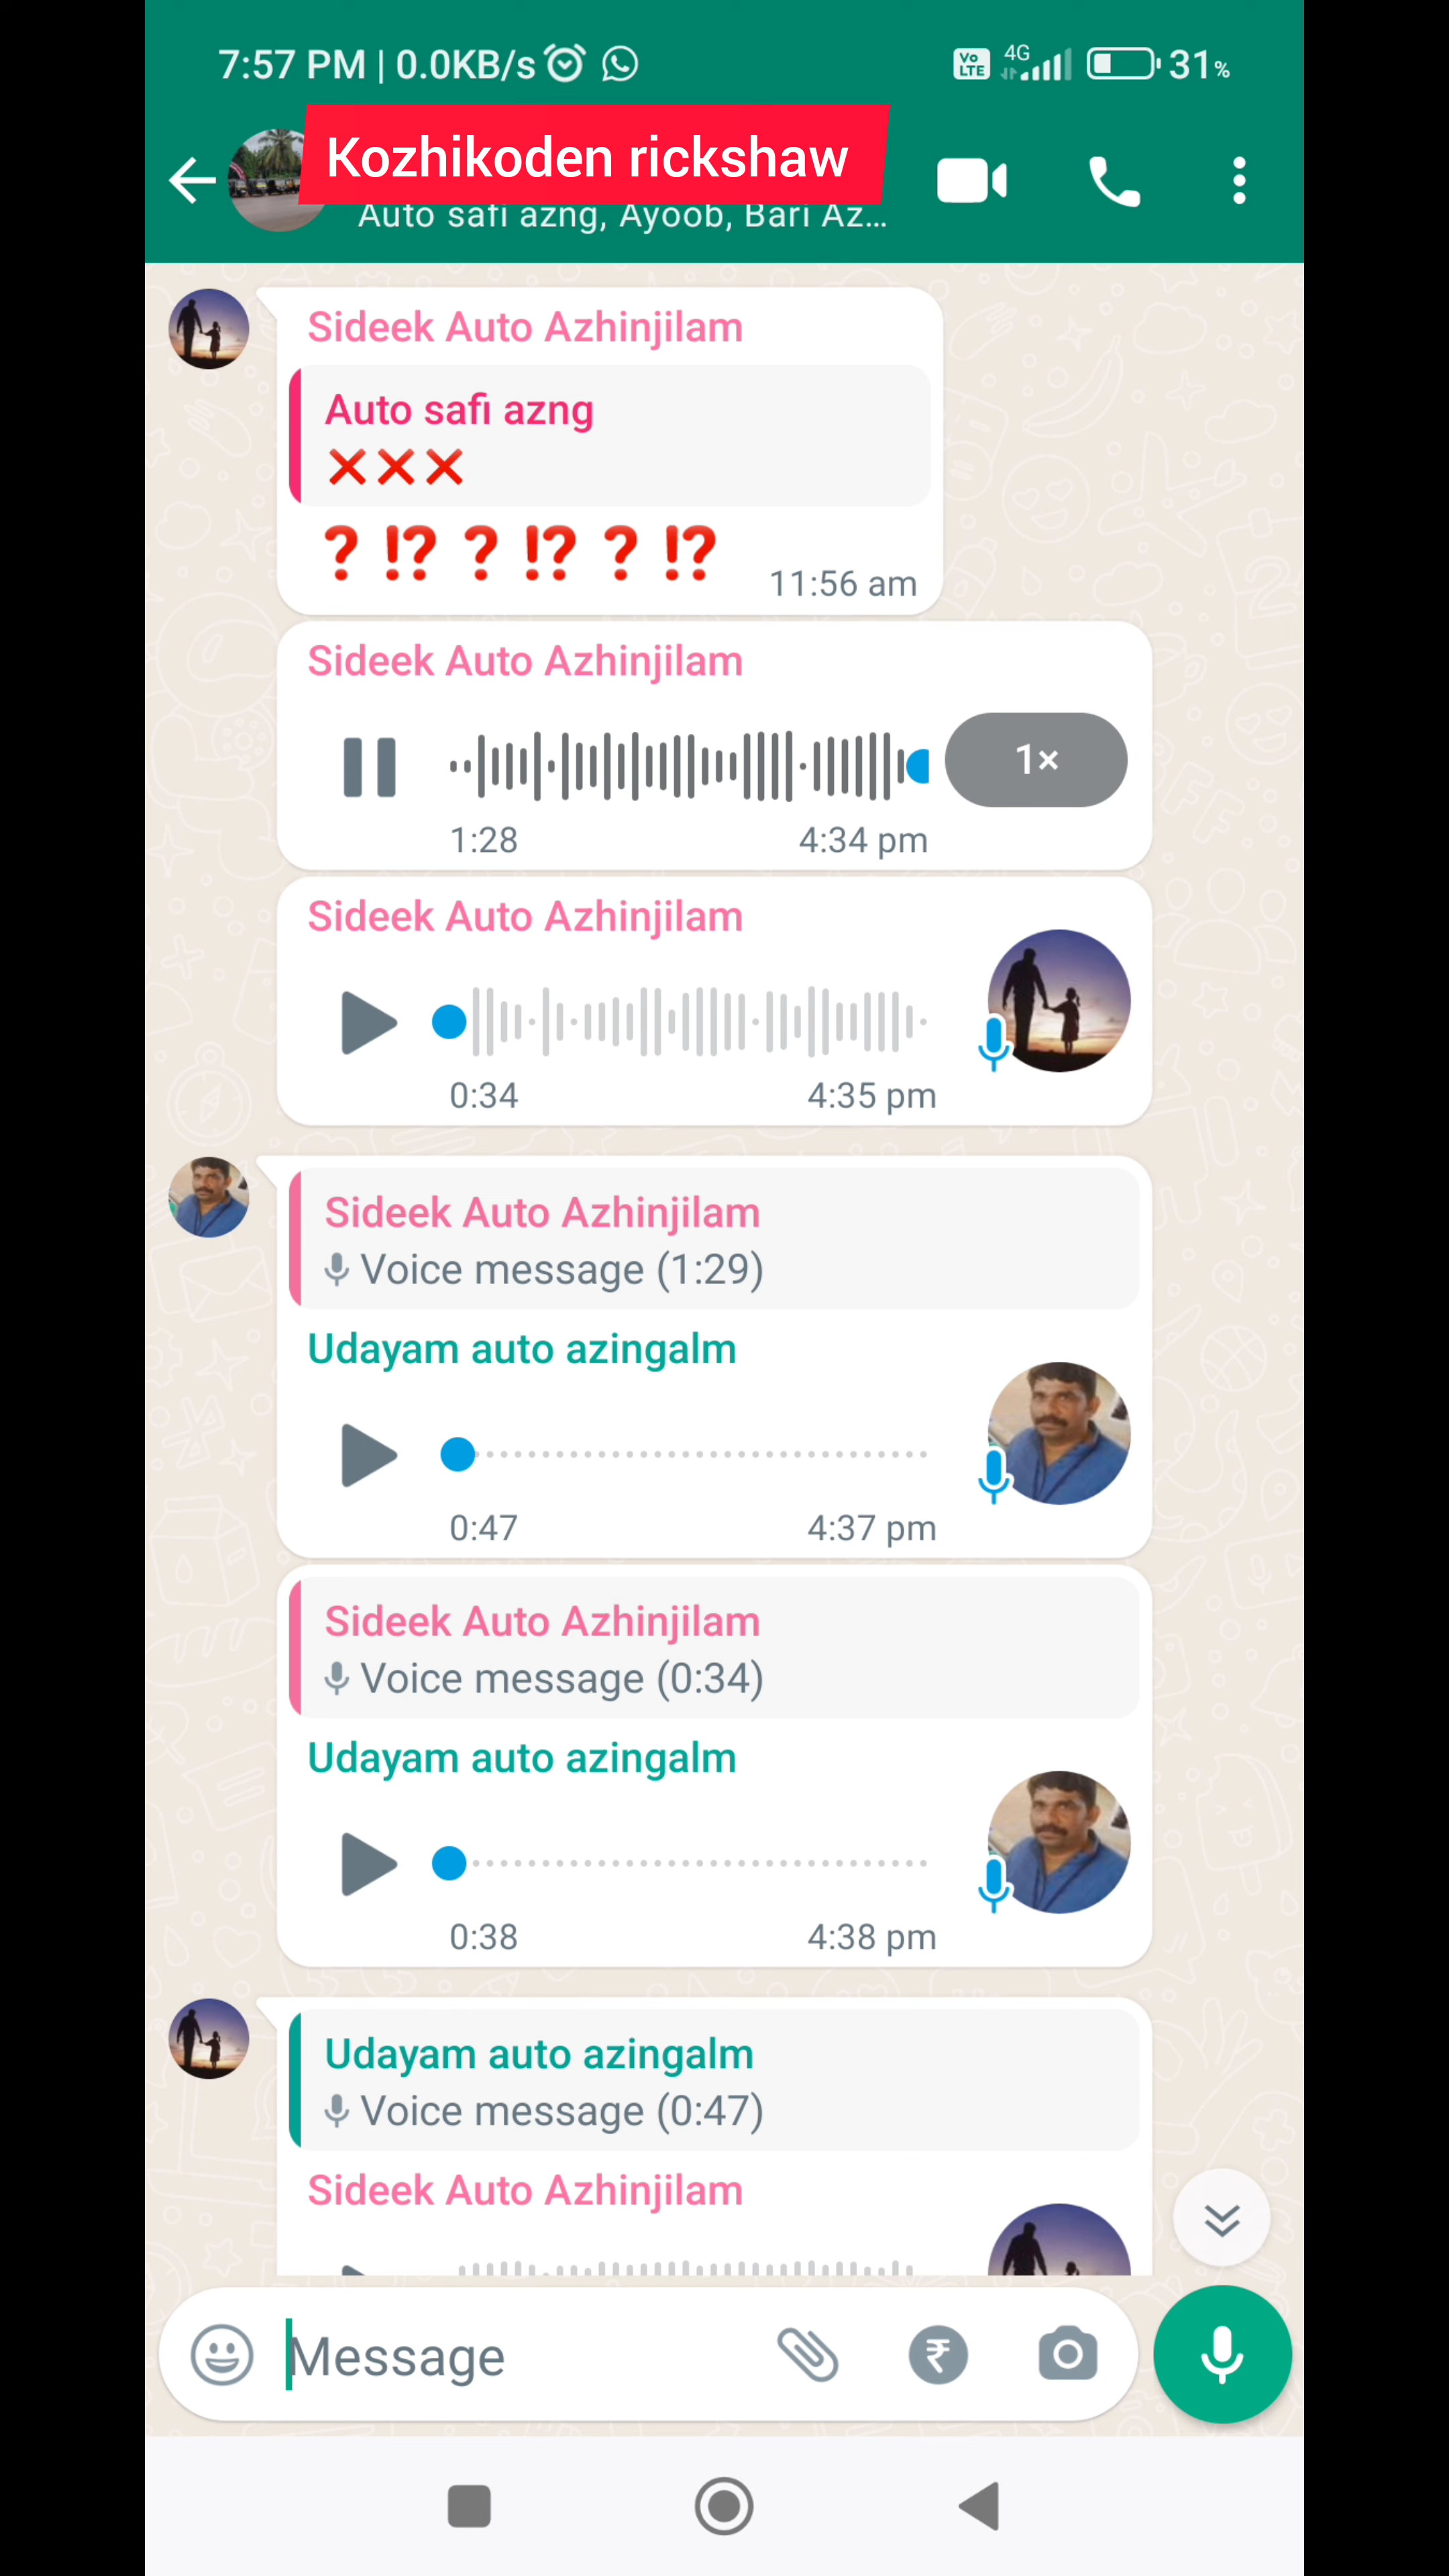 7:57 PM | 0.0KB/s
Vo LTE 4G 31%
Kozhikoden rickshaw
Auto safi azng, Ayoob, Bari Az...
Sideek Auto Azhinjilam
Auto safi azng
❌❌❌
❓⁉️❓⁉️❓⁉️
11:56 am
Sideek Auto Azhinjilam
1×
1:28 4:34 pm
Sideek Auto Azhinjilam
0:34 4:35 pm
Sideek Auto Azhinjilam
Voice message (1:29)
Udayam auto azingalm
0:47 4:37 pm
Sideek Auto Azhinjilam
Voice message (0:34)
Udayam auto azingalm
0:38 4:38 pm
Udayam auto azingalm
Voice message (0:47)
Sideek Auto Azhinjilam
Message
₹